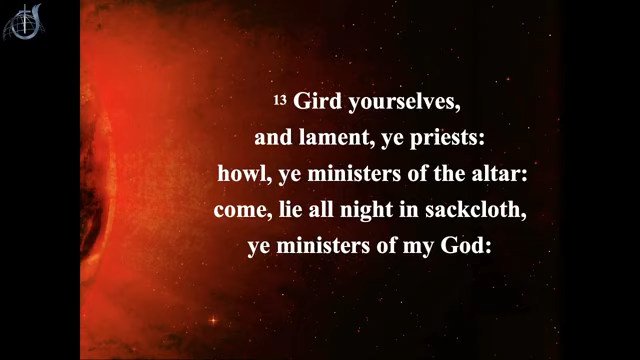 13 Gird yourselves,
and lament, ye priests:
howl, ye ministers of the altar:
come, lie all night in sackcloth,
ye ministers of my God: